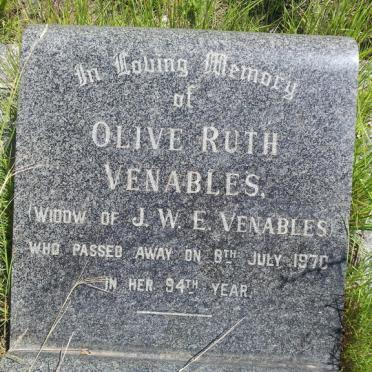 In Loving Memory
of
OLIVE RUTH
VENABLES,
(WIDOW OF J. W. E. VENABLES)
WHO PASSED AWAY ON 8TH JULY 1970
IN HER 94TH YEAR.